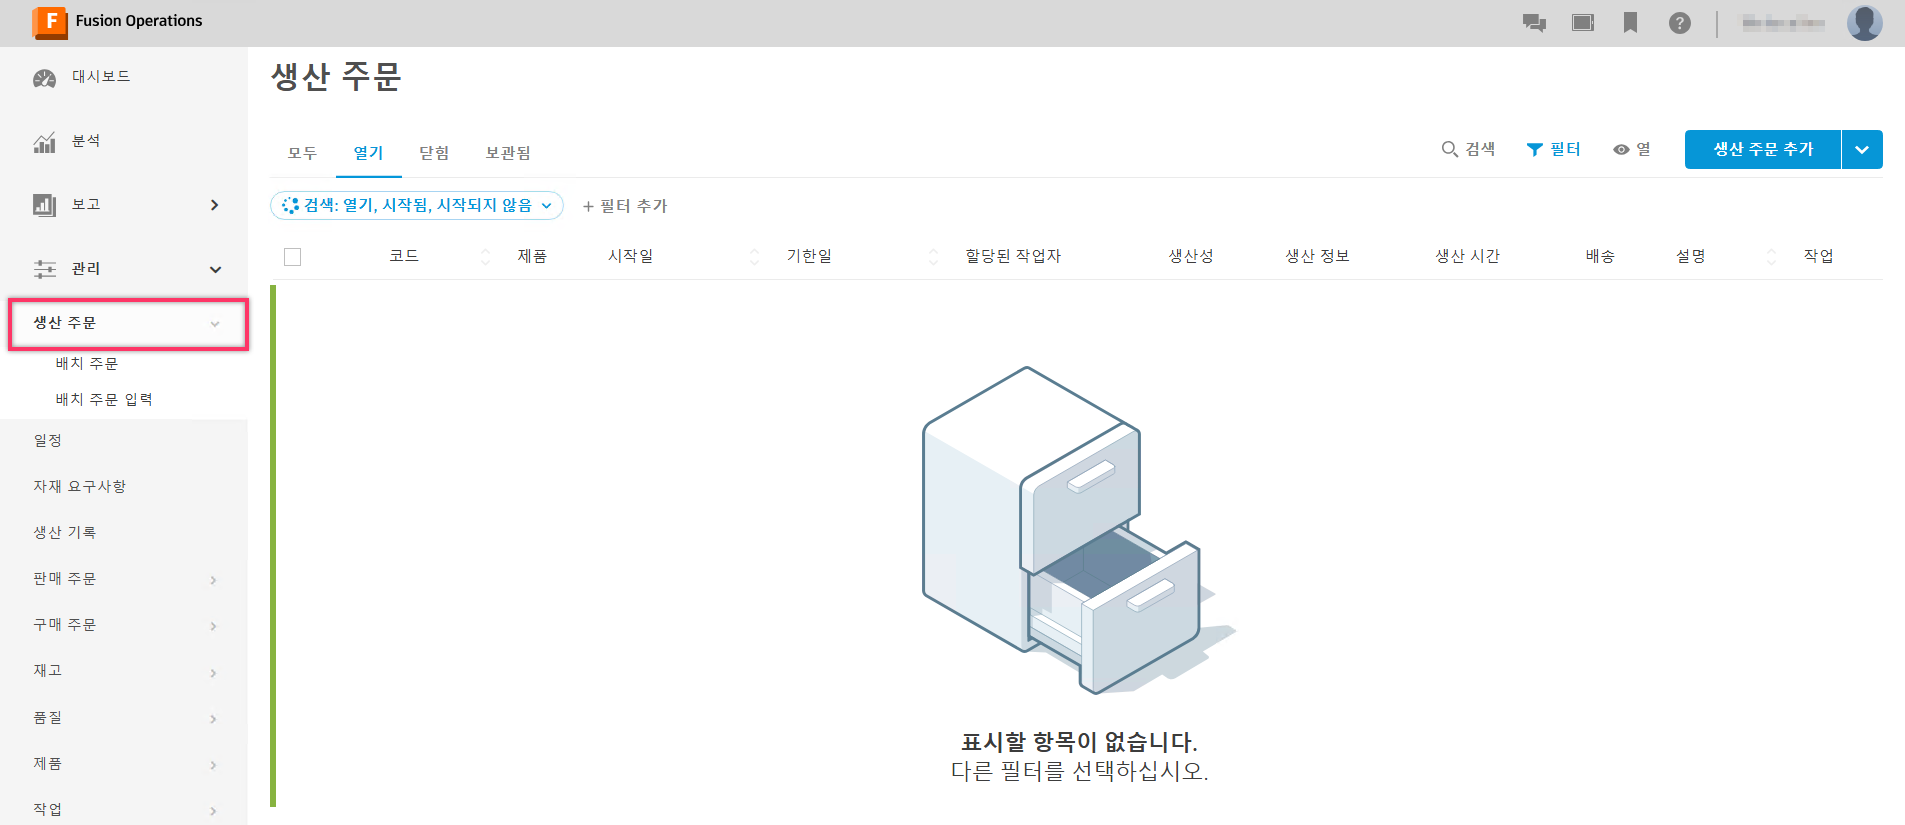 F Fusion Operations
?
대시보드
분석
보고
관리
생산 주문
배치 주문
배치 주문 입력
일정
자재 요구사항
생산 기록
판매 주문
구매 주문
재고
품질
제품
작업
생산 주문
모두 열기 닫힘 보관됨
검색 필터 열 생산 주문 추가
검색: 열기, 시작됨, 시작되지 않음 + 필터 추가
코드 제품 시작일 기한일 할당된 작업자 생산성 생산 정보 생산 시간 배송 설명 작업
표시할 항목이 없습니다.
다른 필터를 선택하십시오.